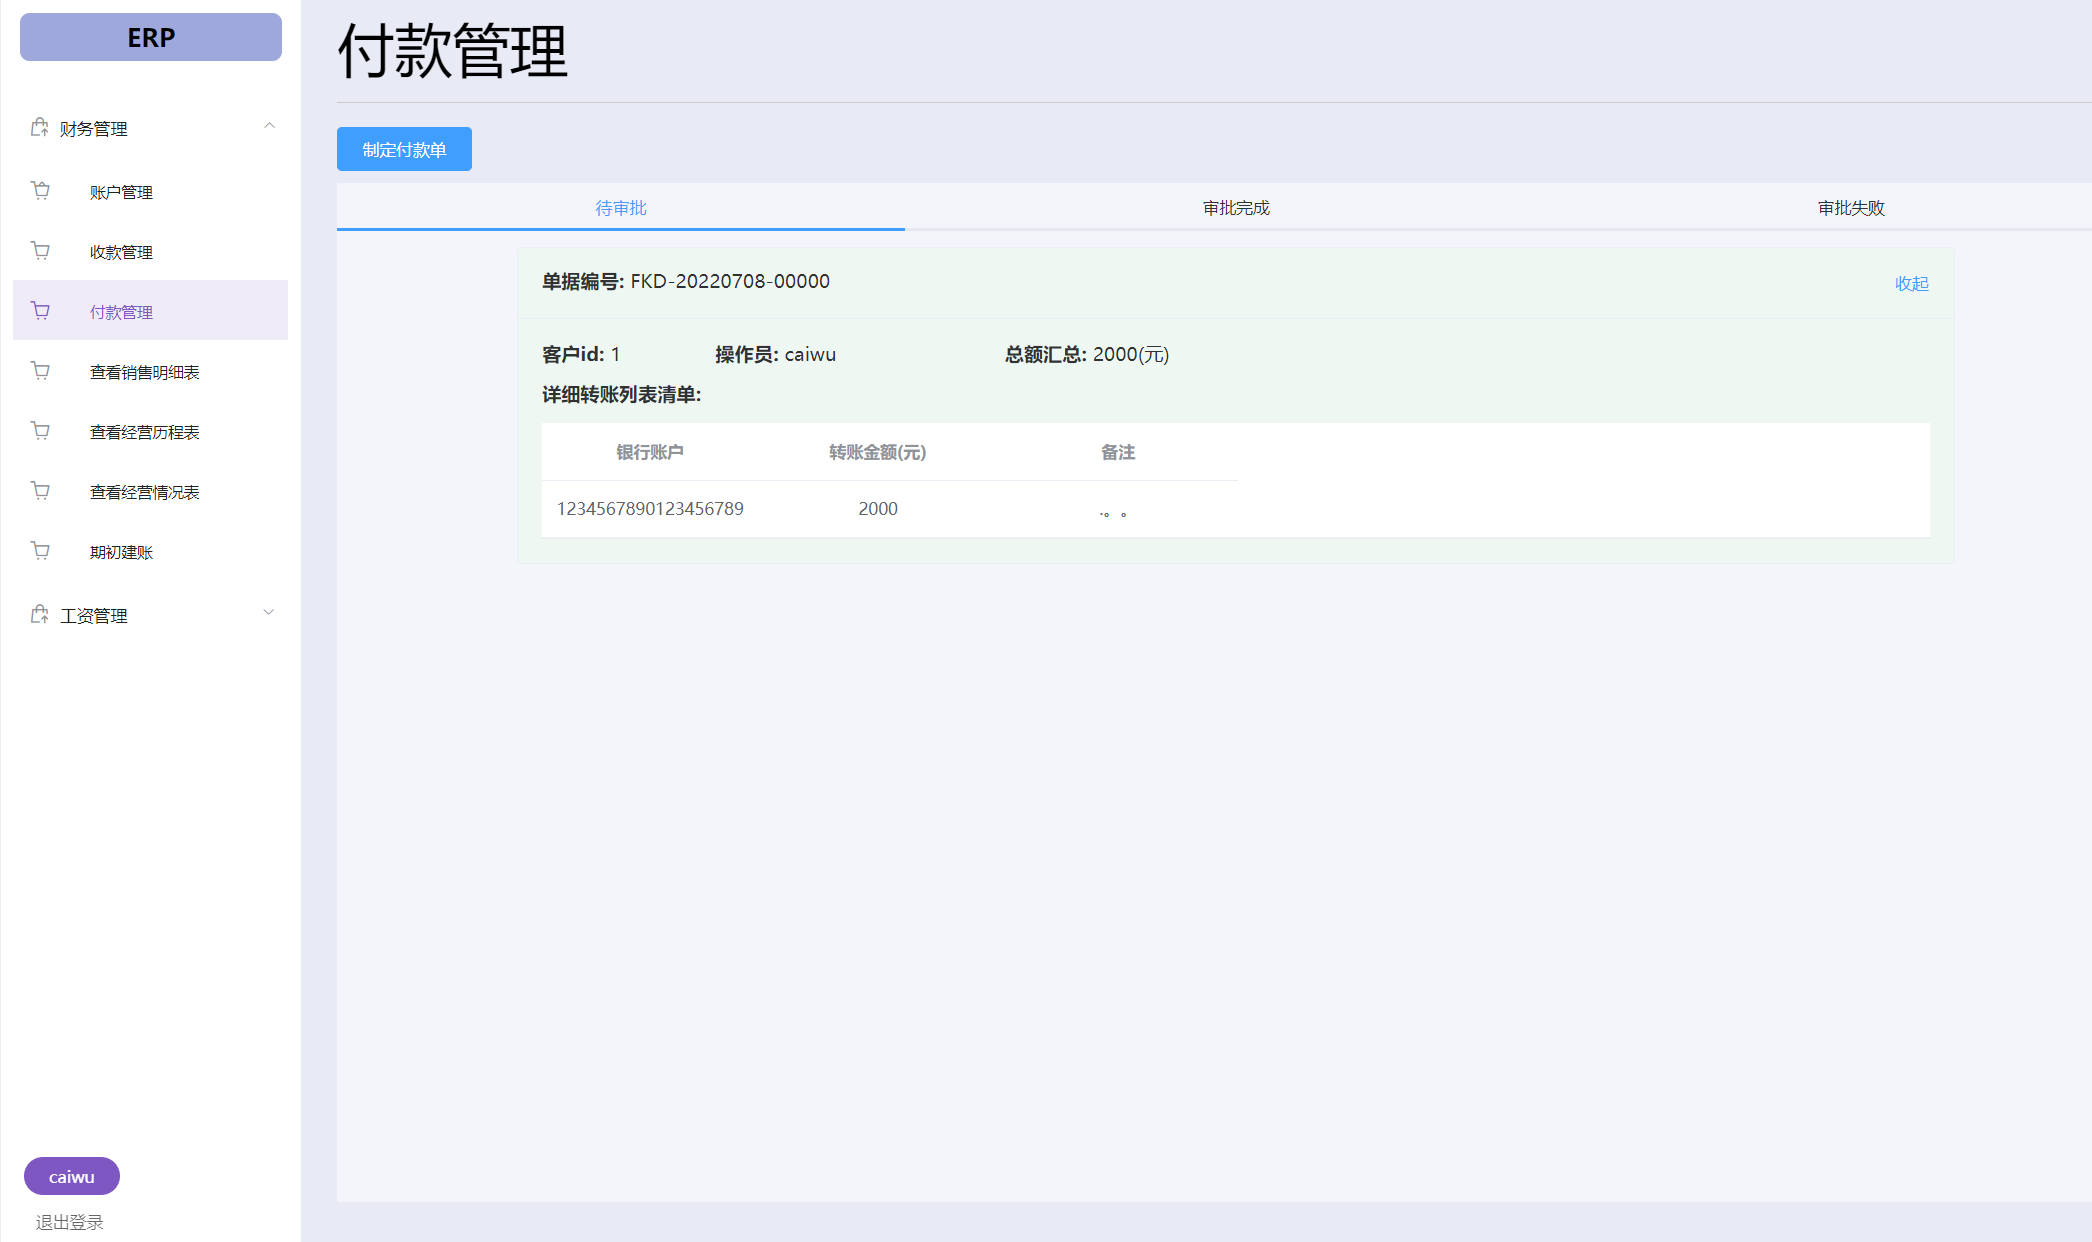 ERP
财务管理
账户管理
收款管理
付款管理
查看销售明细表
查看经营历程表
查看经营情况表
期初建账
工资管理
caiwu
退出登录
付款管理
制定付款单
待审批 审批完成 审批失败
单据编号: FKD-20220708-00000 收起
客户id: 1 操作员: caiwu 总额汇总: 2000(元)
详细转账列表清单:
银行账户 转账金额(元) 备注
1234567890123456789 2000 .。。